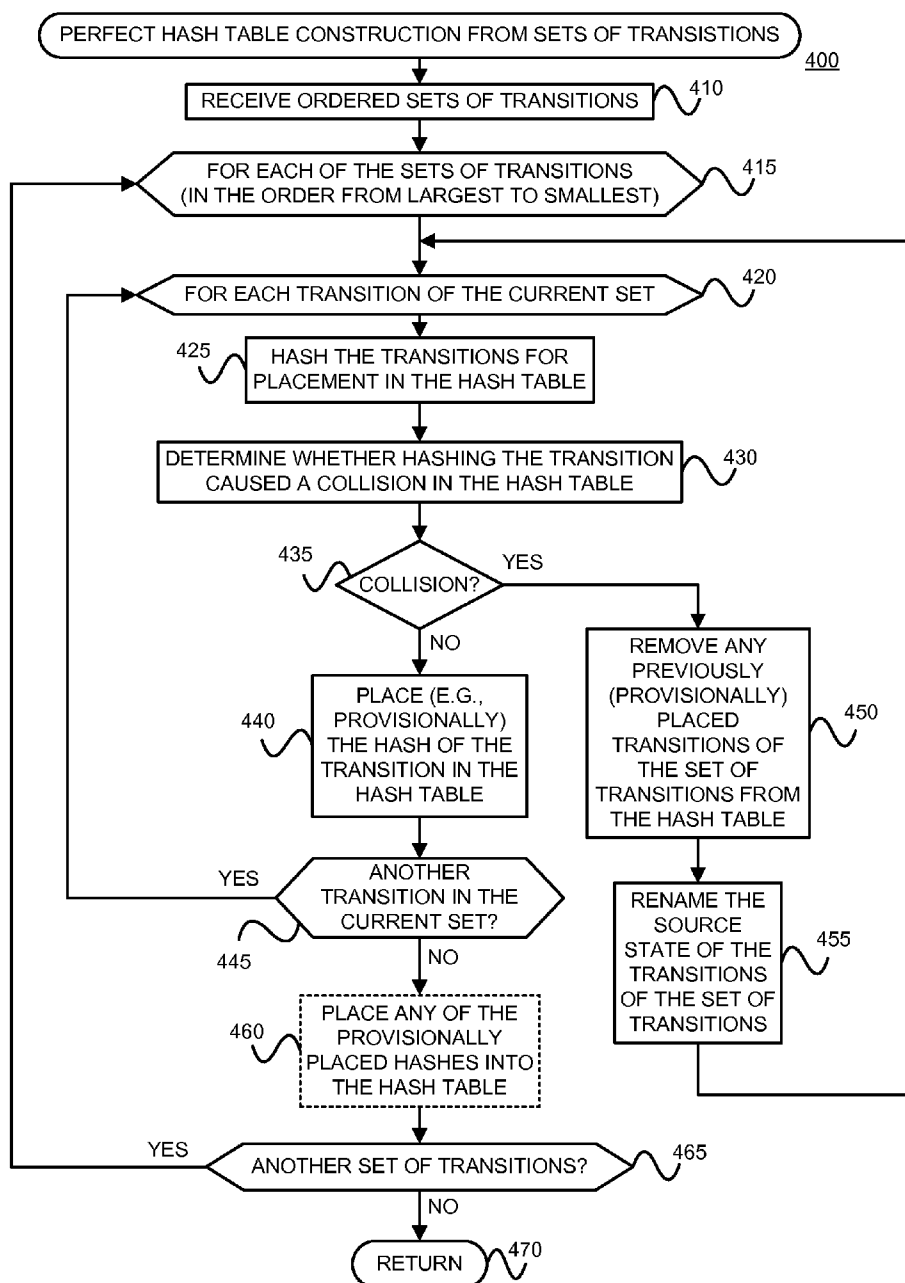 PERFECT HASH TABLE CONSTRUCTION FROM SETS OF TRANSISTIONS
400
RECEIVE ORDERED SETS OF TRANSITIONS
410
FOR EACH OF THE SETS OF TRANSITIONS
(IN THE ORDER FROM LARGEST TO SMALLEST)
415
FOR EACH TRANSITION OF THE CURRENT SET
420
425
HASH THE TRANSITIONS FOR
PLACEMENT IN THE HASH TABLE
DETERMINE WHETHER HASHING THE TRANSITION
CAUSED A COLLISION IN THE HASH TABLE
430
435
COLLISION?
YES
NO
440
PLACE (E.G.,
PROVISIONALLY)
THE HASH OF THE
TRANSITION IN THE
HASH TABLE
REMOVE ANY
PREVIOUSLY
(PROVISIONALLY)
PLACED
TRANSITIONS OF
THE SET OF
TRANSITIONS FROM
THE HASH TABLE
450
YES
ANOTHER
TRANSITION IN THE
CURRENT SET?
445
NO
RENAME THE
SOURCE
STATE OF THE
TRANSITIONS
OF THE SET OF
TRANSITIONS
455
460
PLACE ANY OF THE
PROVISIONALLY
PLACED HASHES INTO
THE HASH TABLE
YES
ANOTHER SET OF TRANSITIONS?
465
NO
RETURN
470